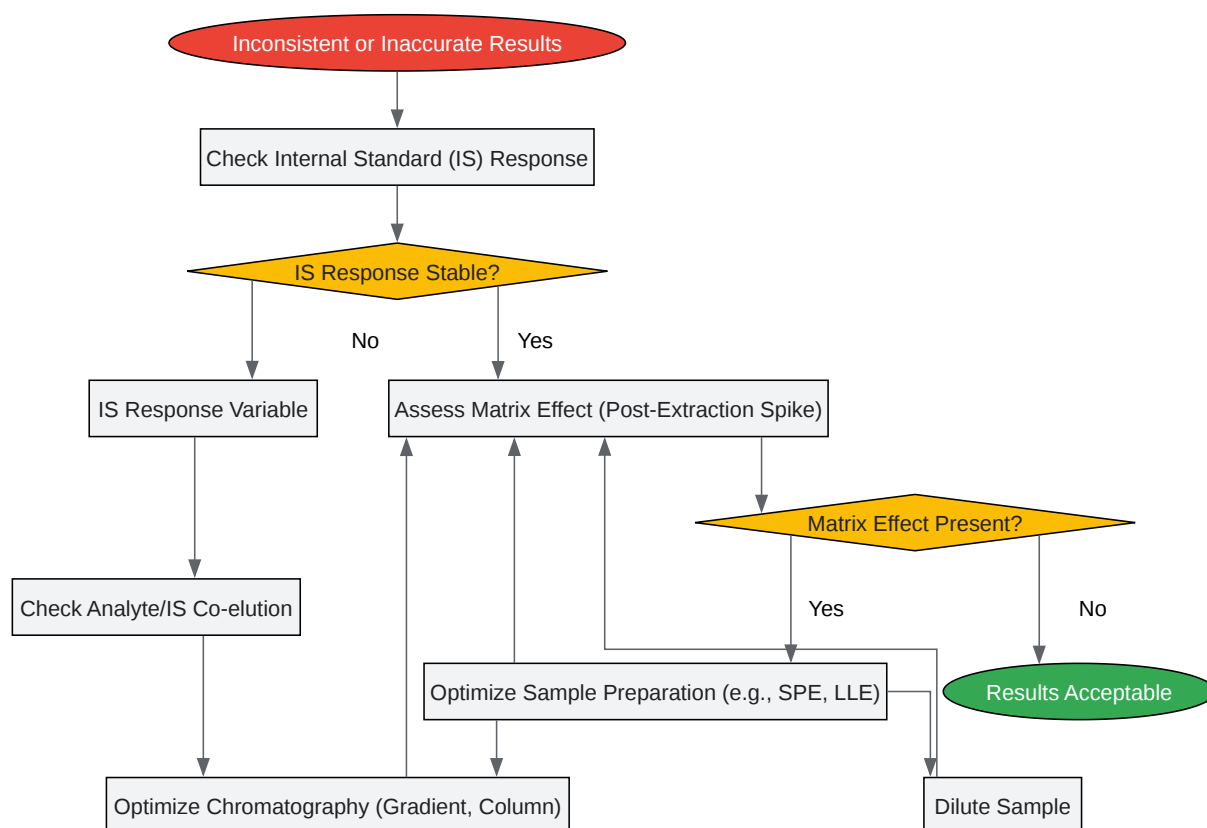 Inconsistent or Inaccurate Results
Check Internal Standard (IS) Response
IS Response Stable?
No
Yes
IS Response Variable
Assess Matrix Effect (Post-Extraction Spike)
Matrix Effect Present?
Check Analyte/IS Co-elution
Yes
No
Optimize Sample Preparation (e.g., SPE, LLE)
Results Acceptable
Optimize Chromatography (Gradient, Column)
Dilute Sample